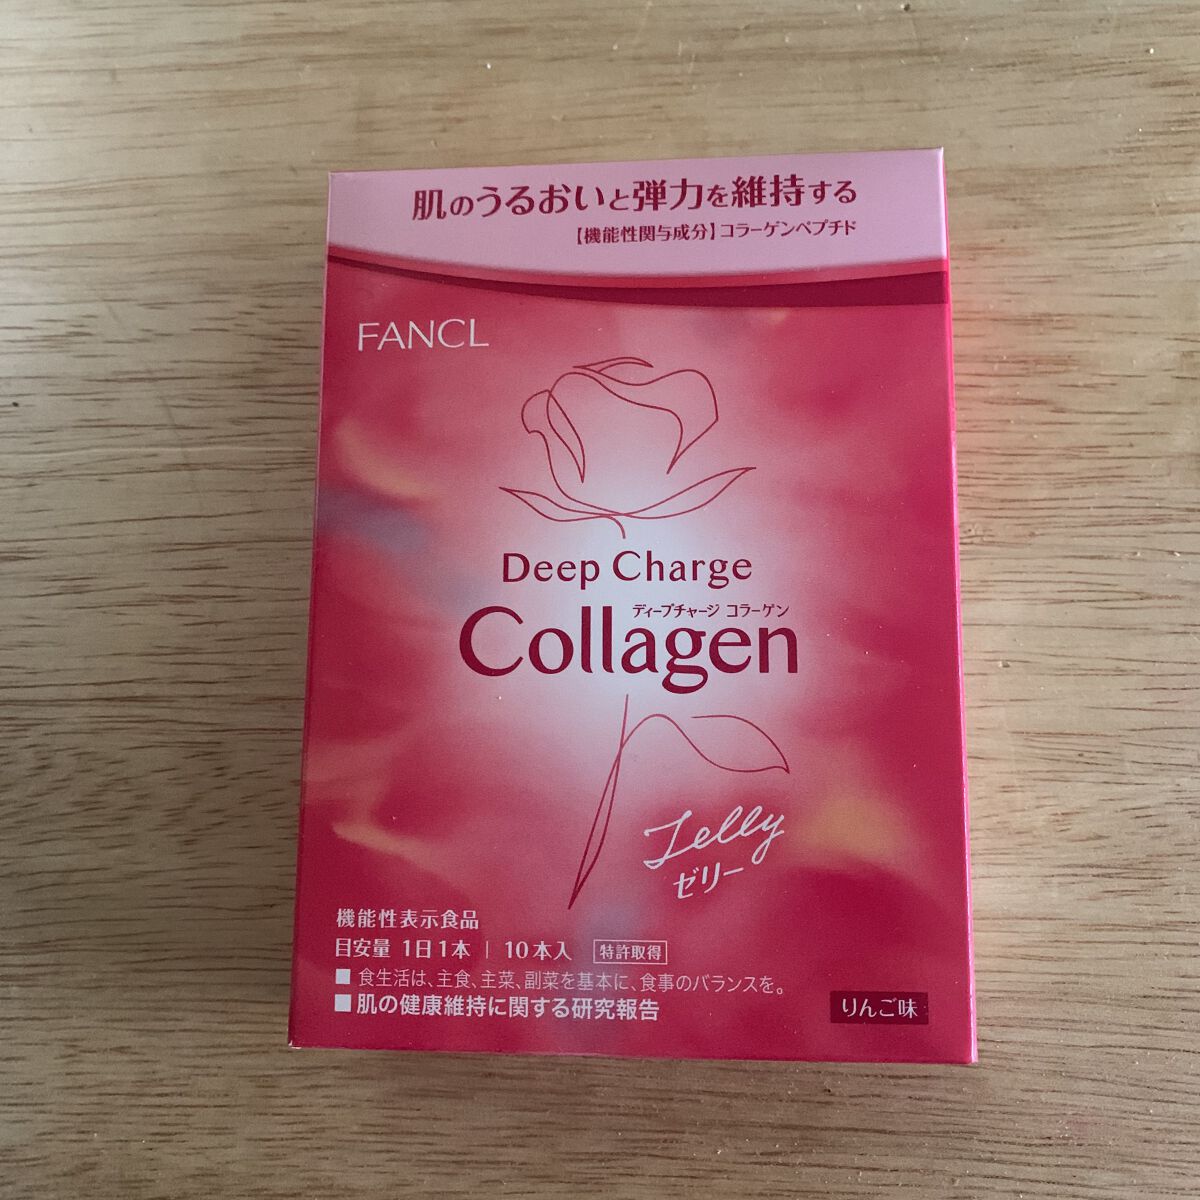 肌のうるおいと弾力を維持する
【機能性関与成分】コラーゲンペプチド
FANCL
Deep Charge
ディープチャージ コラーゲン
Collagen
Jelly
ゼリー
機能性表示食品
目安量 1日1本 | 10本入 特許取得
■ 食生活は、主食、主菜、副菜を基本に、食事のバランスを。
■ 肌の健康維持に関する研究報告
りんご味